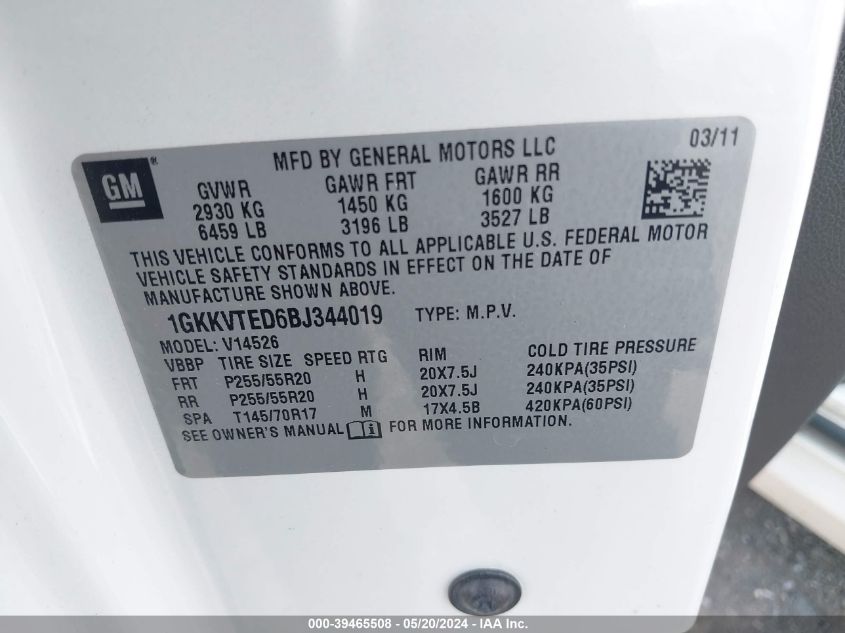 03/11
MFD BY GENERAL MOTORS LLC
GM®
GVWR GAWR FRT GAWR RR
2930 KG 1450 KG 1600 KG
6459 LB 3196 LB 3527 LB
THIS VEHICLE CONFORMS TO ALL APPLICABLE U.S. FEDERAL MOTOR
VEHICLE SAFETY STANDARDS IN EFFECT ON THE DATE OF
MANUFACTURE SHOWN ABOVE.
1GKKVTED6BJ344019 TYPE: M.P.V.
MODEL: V14526
VBBP TIRE SIZE SPEED RTG RIM COLD TIRE PRESSURE
FRT P255/55R20 H 20X7.5J 240KPA(35PSI)
RR P255/55R20 H 20X7.5J 240KPA(35PSI)
SPA T145/70R17 M 17X4.5B 420KPA(60PSI)
SEE OWNER'S MANUAL FOR MORE INFORMATION.
000-39465508 - 05/20/2024 - IAA Inc.